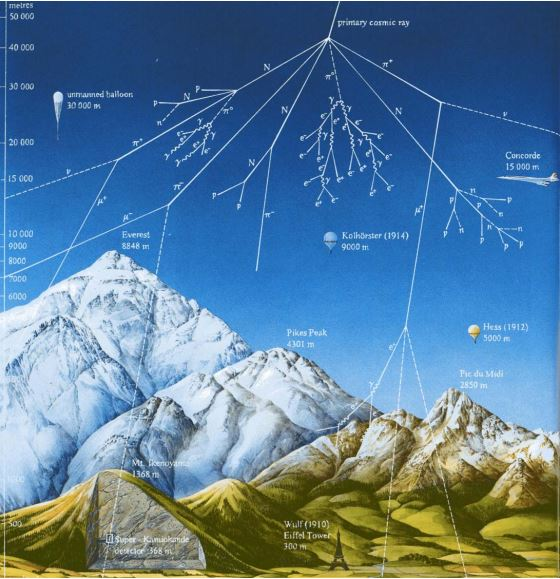 metres
50 000
primary cosmic ray
40 000
N
π°
π⁺
30 000
unmanned balloon
30 000 m
p
p
n
π°
N
N
γ
γ
γ
e⁻
e⁺
ν
20 000
π⁺
Concorde
15 000 m
ν
15 000
π⁻
N
p
n
μ⁺
π⁻
μ⁺
p
n
p
n
p
n
p
p
μ⁻
10 000
9000
8000
7000
6000
Everest
8848 m
Kolhörster (1914)
9000 m
Hess (1912)
5000 m
Pikes Peak
4301 m
e⁺
γ
Pic du Midi
2850 m
Mt. Ikenoyama
1368 m
500
Super - Kamiokande
detector 368 m
Wulf (1910)
Eiffel Tower
300 m